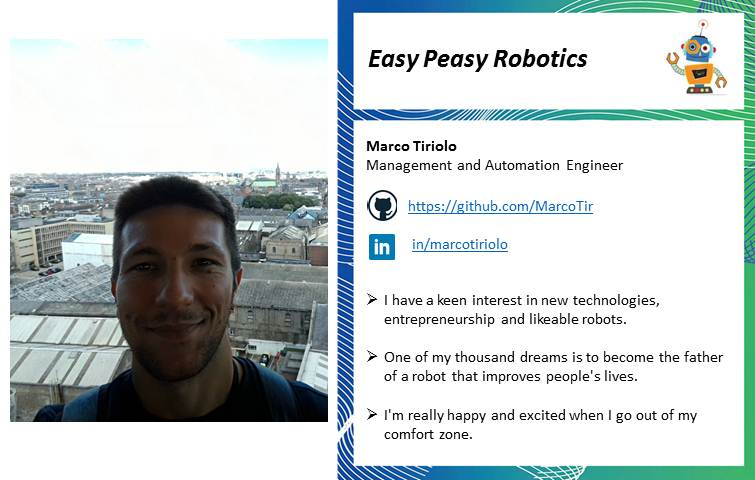 Easy Peasy Robotics
Marco Tiriolo
Management and Automation Engineer
https://github.com/MarcoTir
in in/marcotiriolo
➢ I have a keen interest in new technologies,
entrepreneurship and likeable robots.
➢ One of my thousand dreams is to become the father
of a robot that improves people's lives.
➢ I'm really happy and excited when I go out of my
comfort zone.